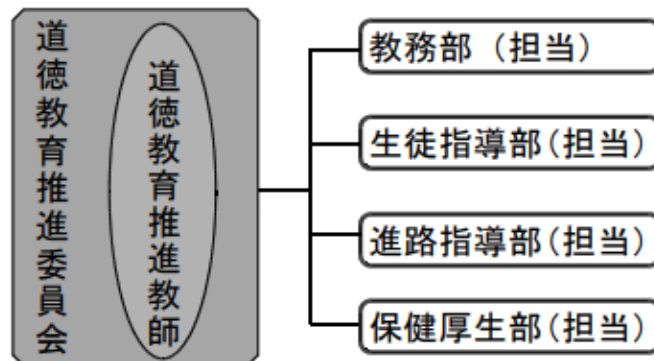 道徳教育推進委員会
道徳教育推進教師
教務部（担当）
生徒指導部（担当）
進路指導部（担当）
保健厚生部（担当）